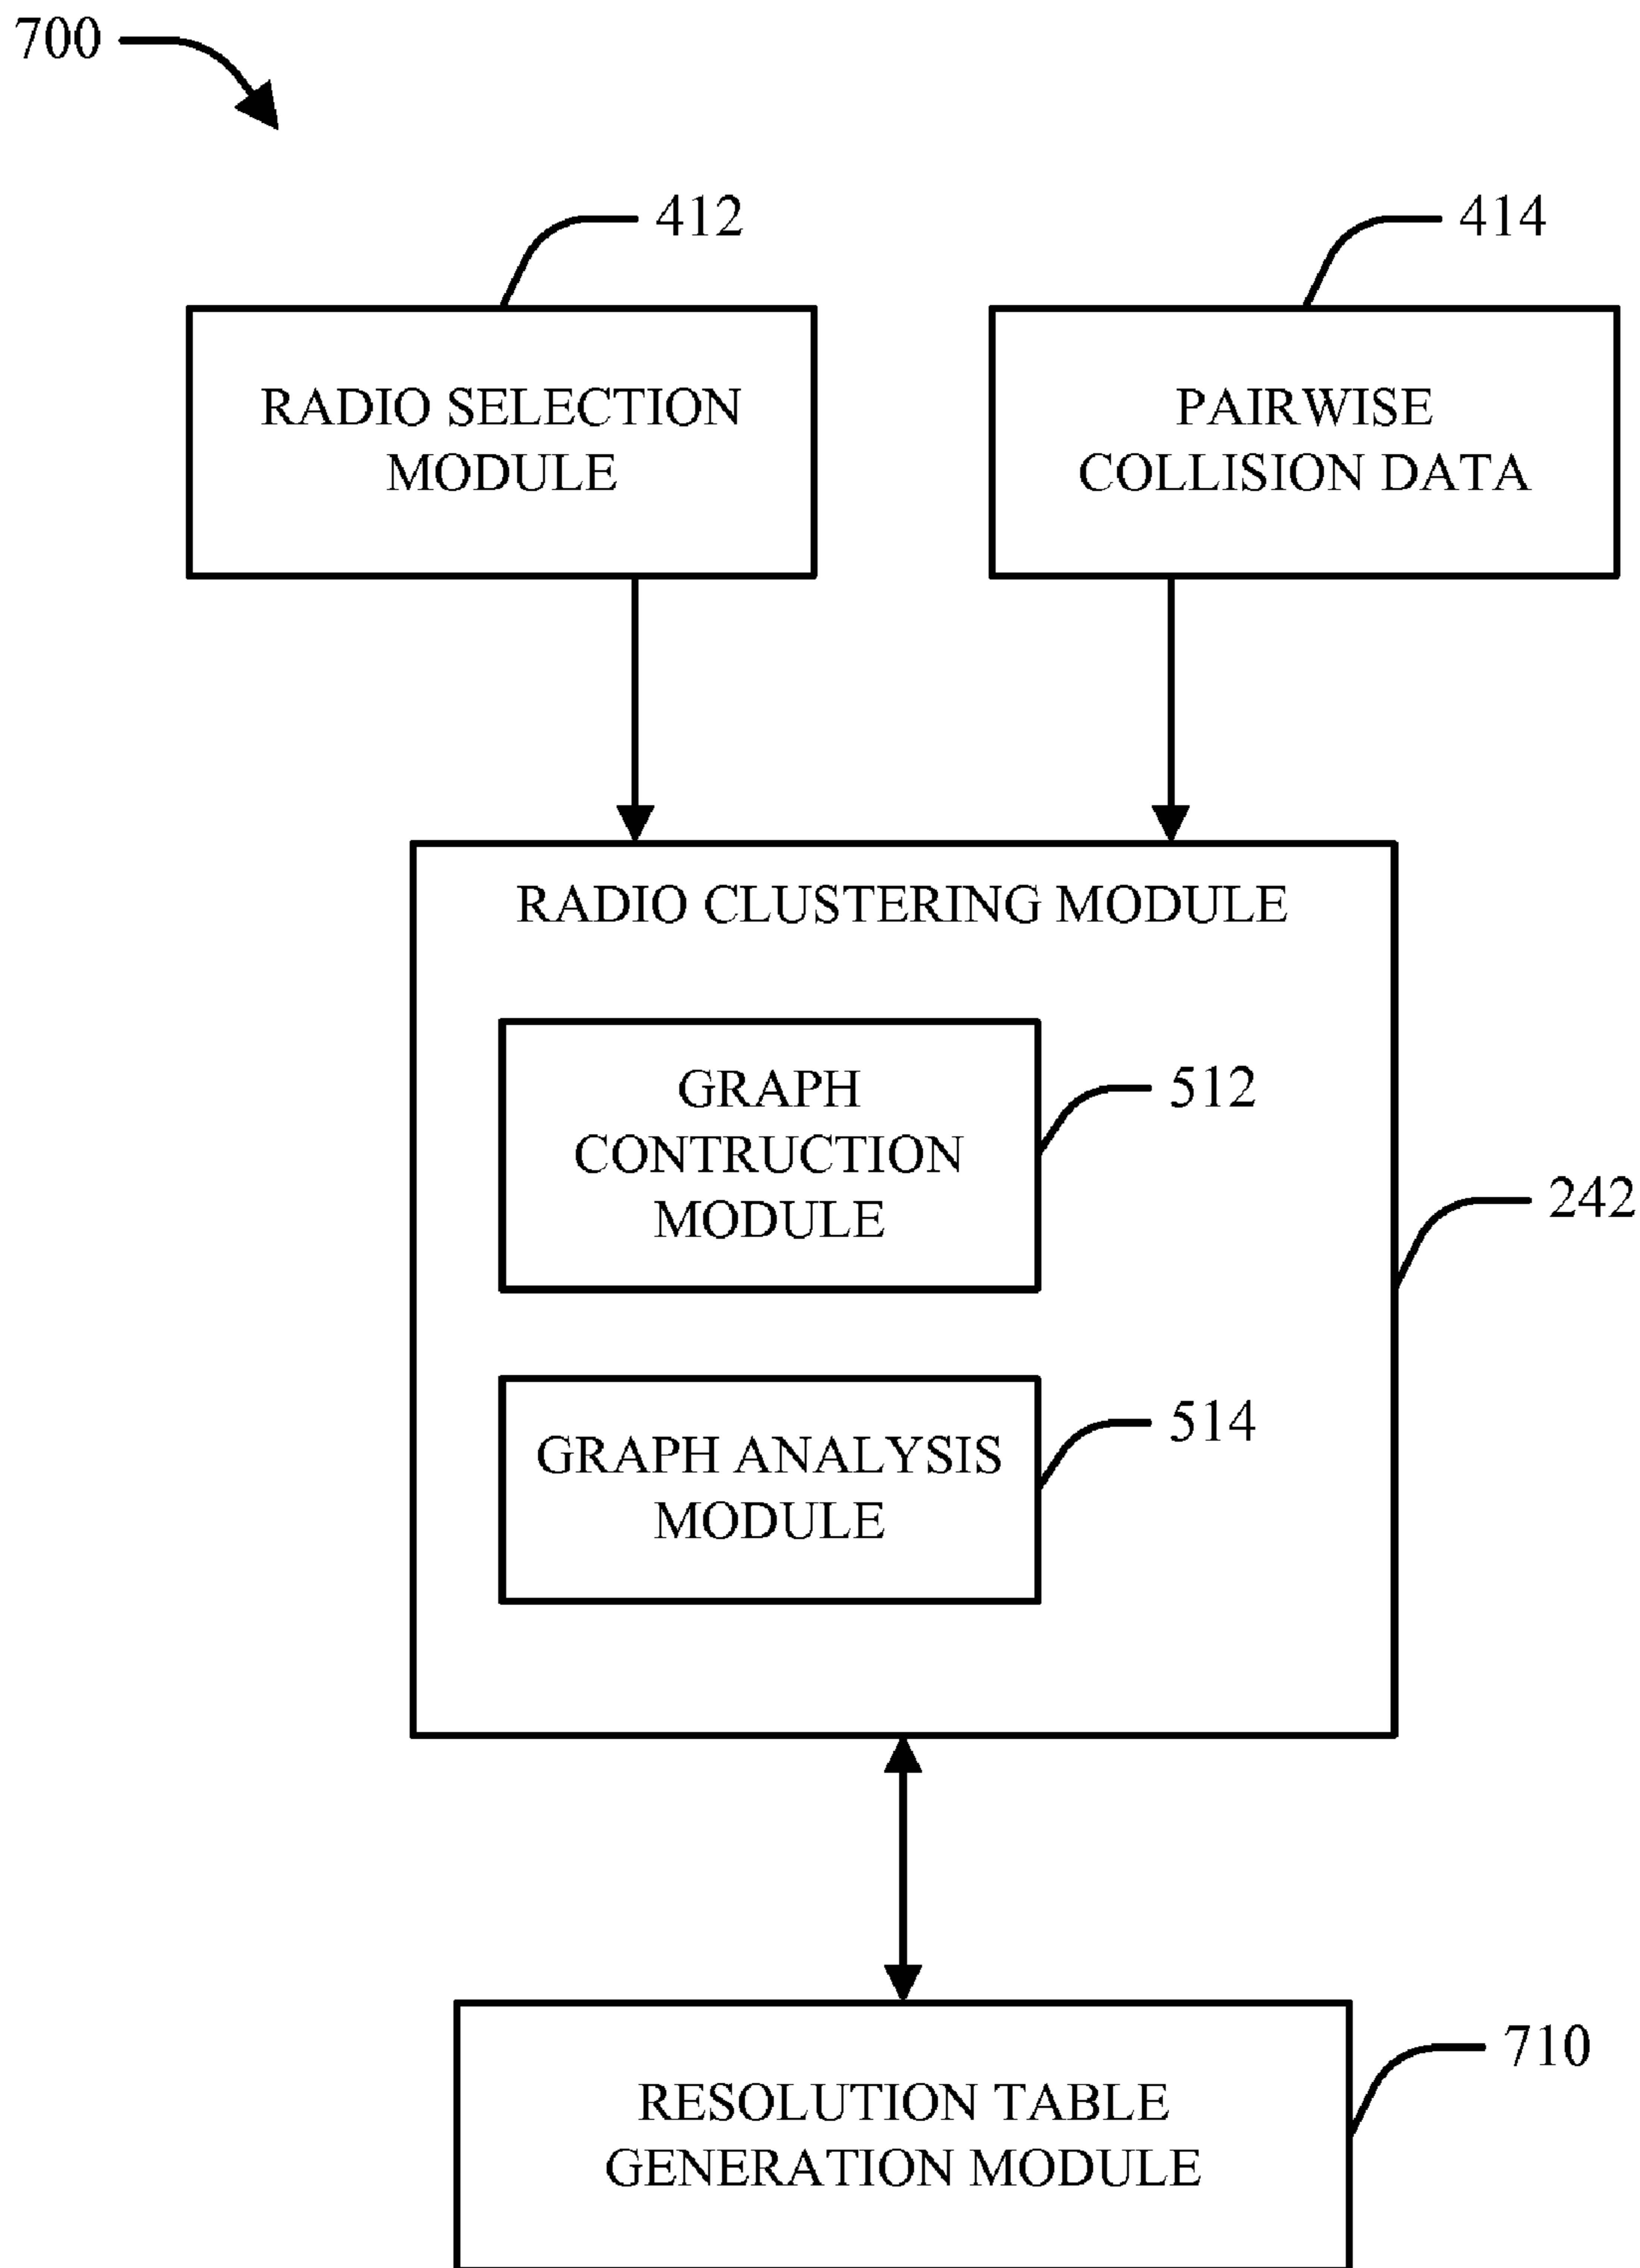 700
412
414
RADIO SELECTION
MODULE
PAIRWISE
COLLISION DATA
RADIO CLUSTERING MODULE
GRAPH
CONTRUCTION
MODULE
512
242
GRAPH ANALYSIS
MODULE
514
710
RESOLUTION TABLE
GENERATION MODULE